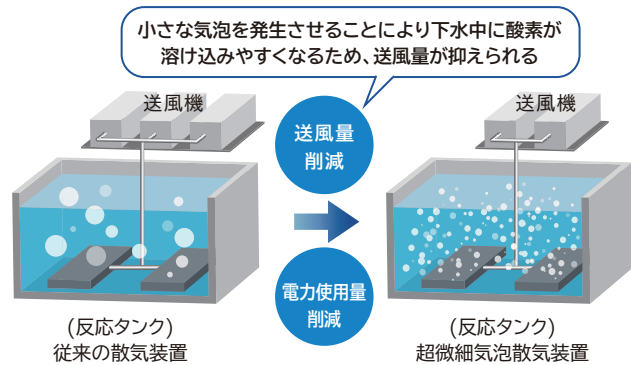 小さな気泡を発生させることにより下水中に酸素が
溶け込みやすくなるため、送風量が抑えられる
送風機
送風量
削減
送風機
電力使用量
削減
(反応タンク)
従来の散気装置
(反応タンク)
超微細気泡散気装置